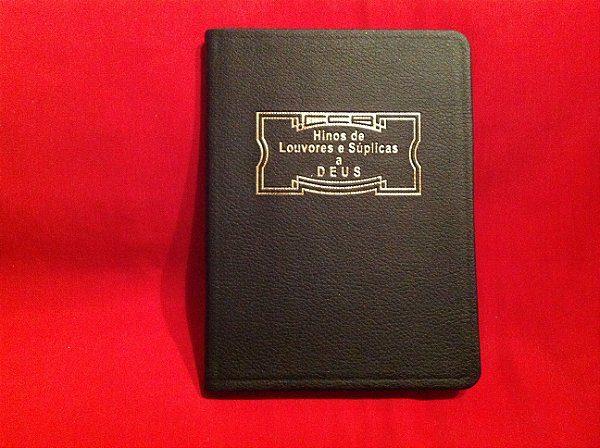 Hinos de
Louvores e Súplicas
a
DEUS